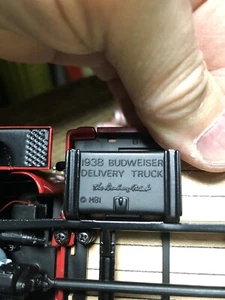 1938 BUDWEISER
DELIVERY TRUCK
The Danbury Mint
© MBI